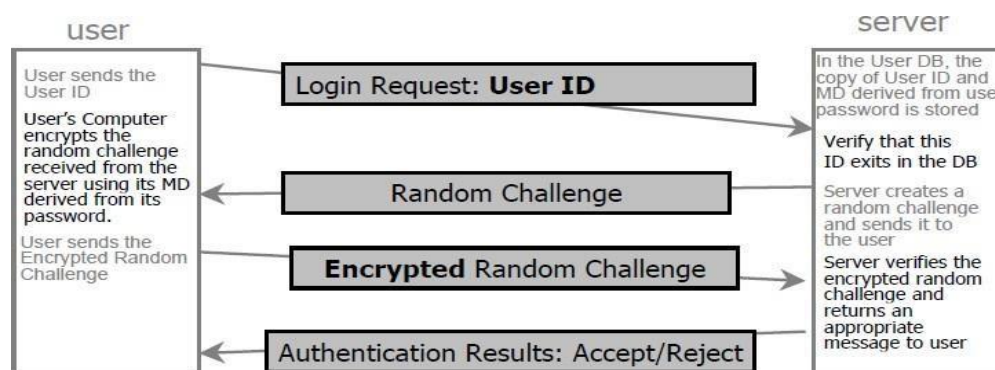 user
User sends the
User ID
User's Computer
encrypts the
random challenge
received from the
server using its MD
derived from its
password.
User sends the
Encrypted Random
Challenge
Login Request: User ID
Random Challenge
Encrypted Random Challenge
Authentication Results: Accept/Reject
server
In the User DB, the
copy of User ID and
MD derived from use
password is stored
Verify that this
ID exits in the DB
Server creates a
random challenge
and sends it to
the user
Server verifies the
encrypted random
challenge and
returns an
appropriate
message to user